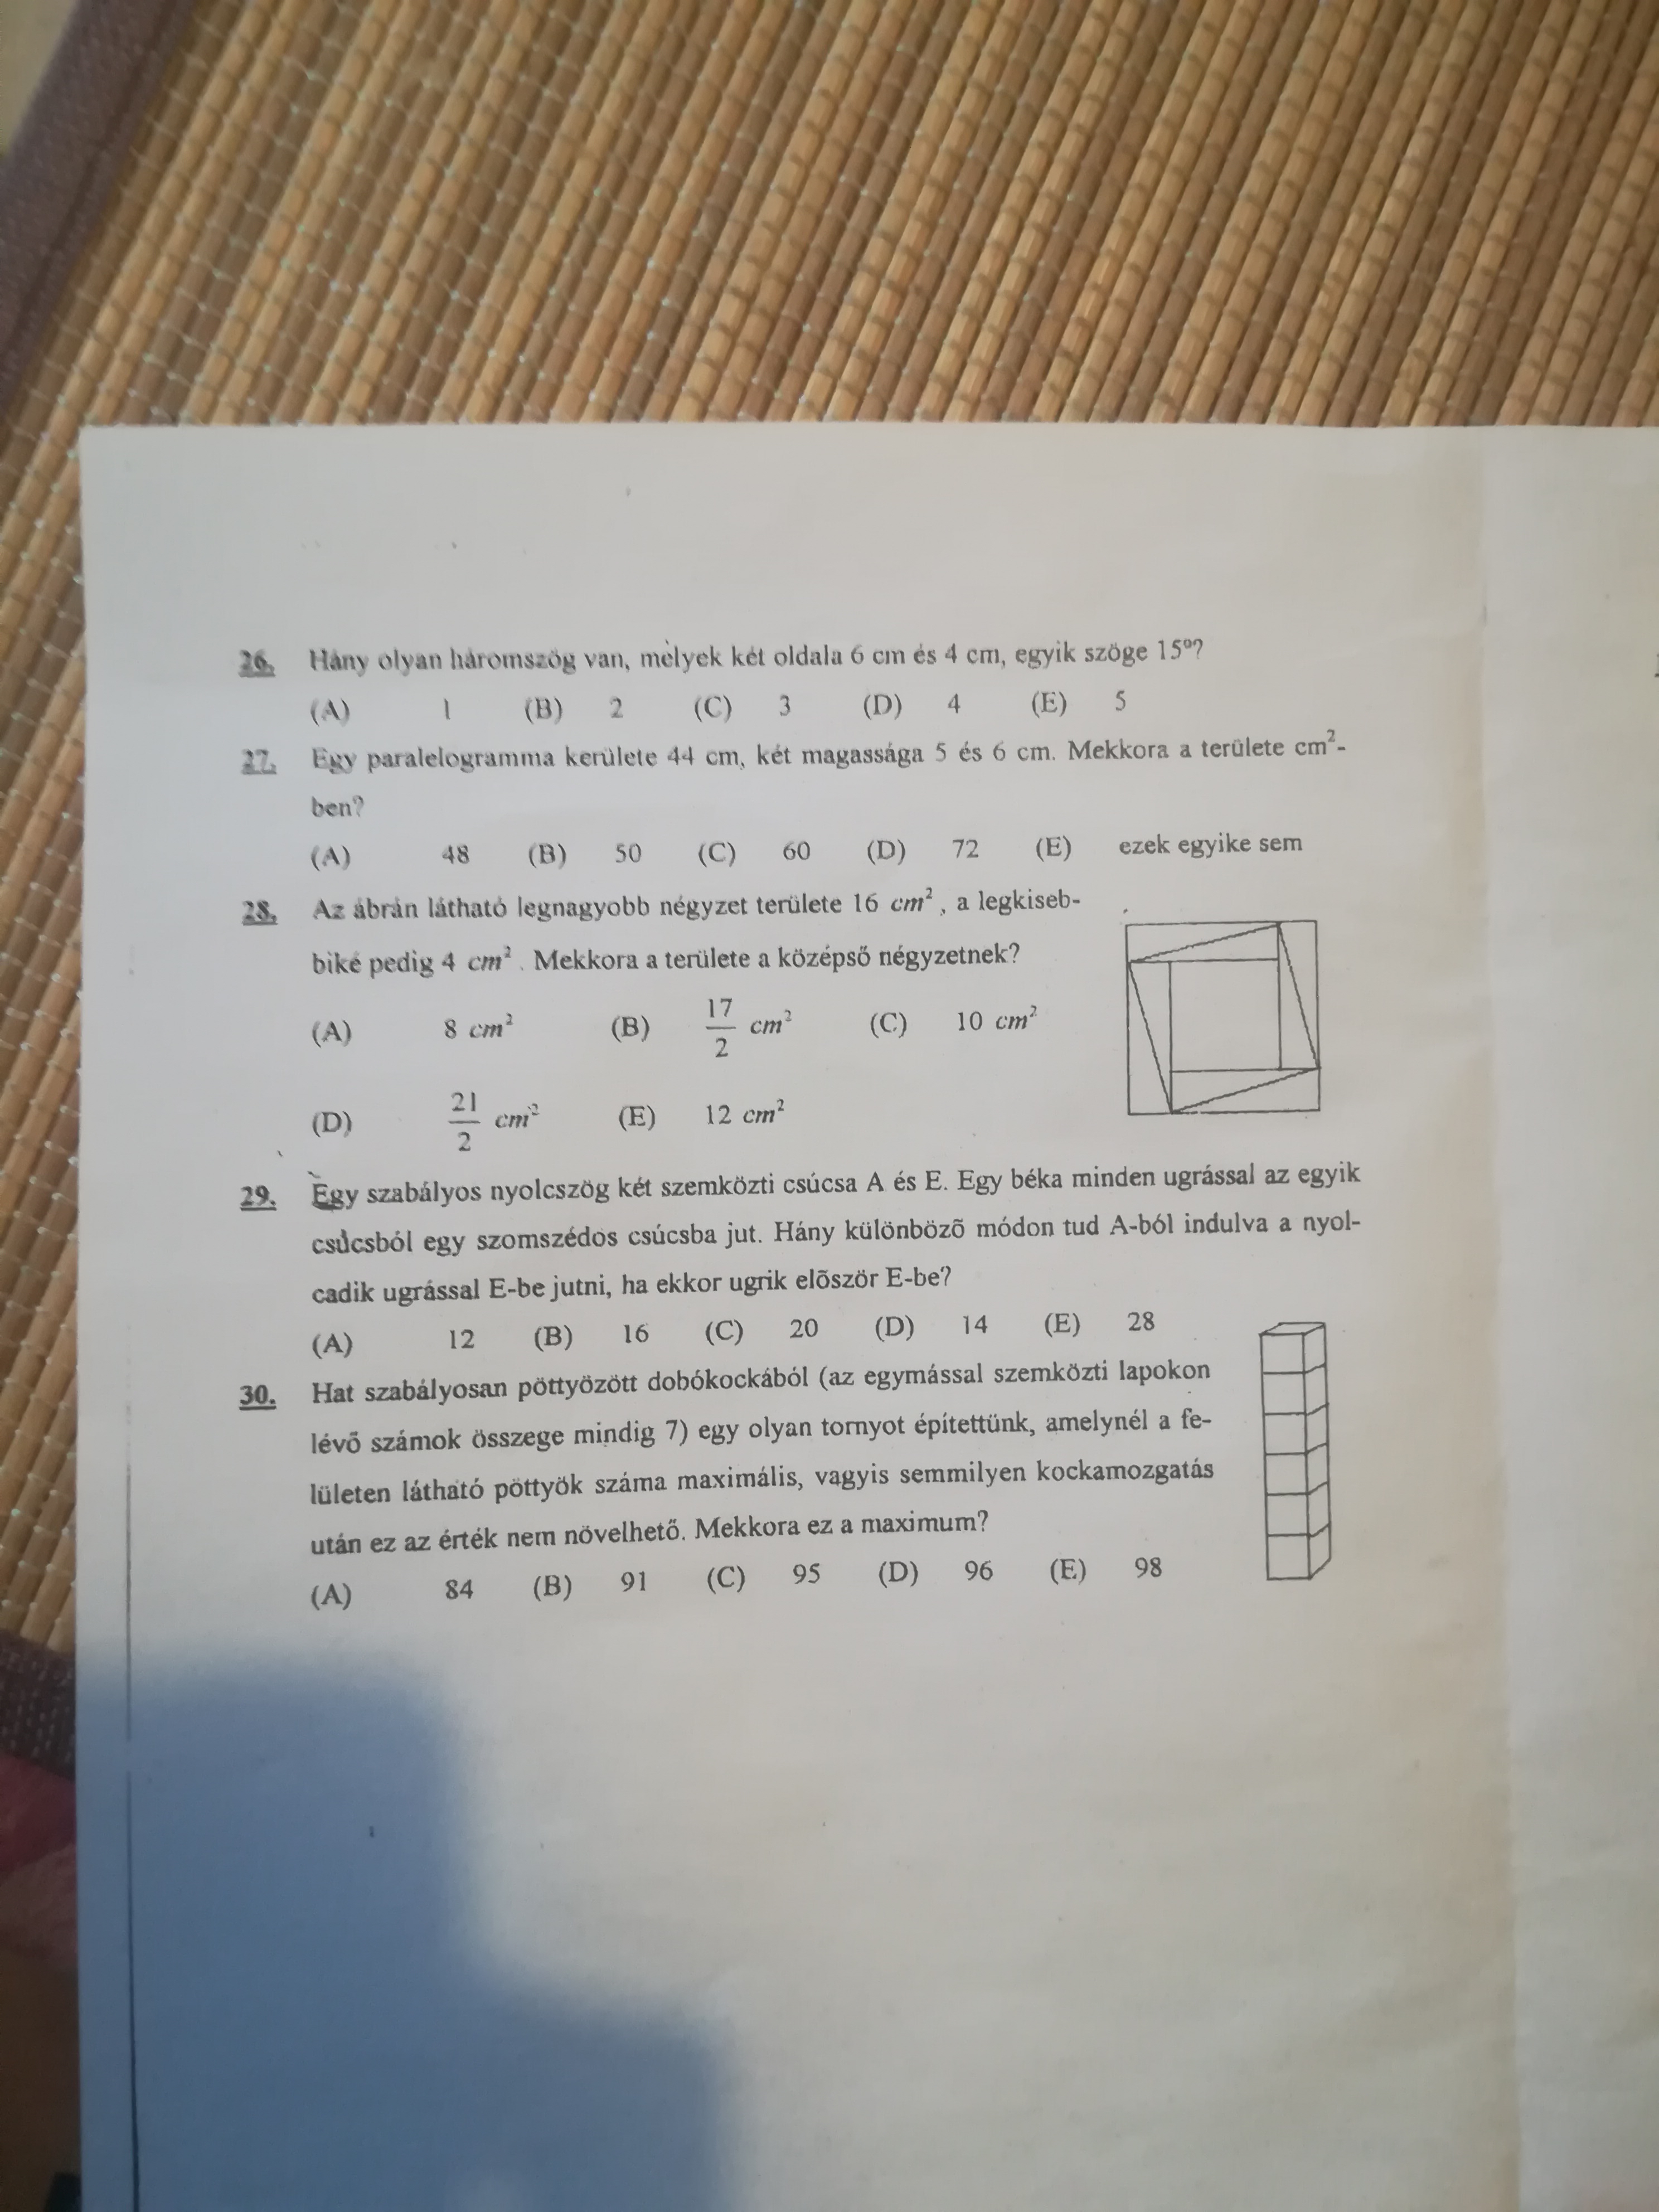 26. Hány olyan háromszög van, melyek két oldala 6 cm és 4 cm, egyik szöge 15º?
(A) 1 (B) 2 (C) 3 (D) 4 (E) 5
27. Egy paralelogramma kerülete 44 cm, két magassága 5 és 6 cm. Mekkora a területe cm²-
ben?
(A) 48 (B) 50 (C) 60 (D) 72 (E) ezek egyike sem
28. Az ábrán látható legnagyobb négyzet területe 16 cm², a legkiseb-
biké pedig 4 cm². Mekkora a területe a középső négyzetnek?
(A) 8 cm² (B) 17/2 cm² (C) 10 cm²
(D) 21/2 cm² (E) 12 cm²
29. Egy szabályos nyolcszög két szemközti csúcsa A és E. Egy béka minden ugrással az egyik
csúcsból egy szomszédos csúcsba jut. Hány különbözõ módon tud A-ból indulva a nyol-
cadik ugrással E-be jutni, ha ekkor ugrik elõször E-be?
(A) 12 (B) 16 (C) 20 (D) 14 (E) 28
30. Hat szabályosan pöttyözött dobókockából (az egymással szemközti lapokon
lévő számok összege mindig 7) egy olyan tornyot építettünk, amelynél a fe-
lületen látható pöttyök száma maximális, vagyis semmilyen kockamozgatás
után ez az érték nem növelhető. Mekkora ez a maximum?
(A) 84 (B) 91 (C) 95 (D) 96 (E) 98